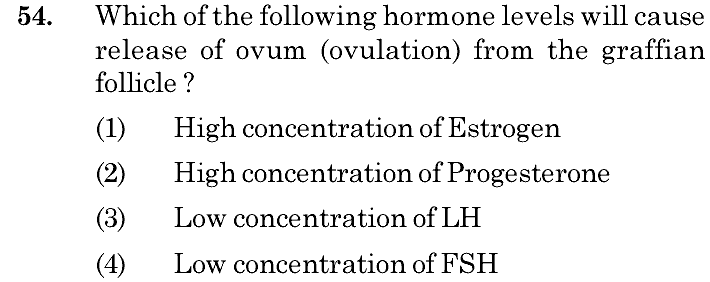 54. Which of the following hormone levels will cause
release of ovum (ovulation) from the graffian
follicle ?
(1) High concentration of Estrogen
(2) High concentration of Progesterone
(3) Low concentration of LH
(4) Low concentration of FSH